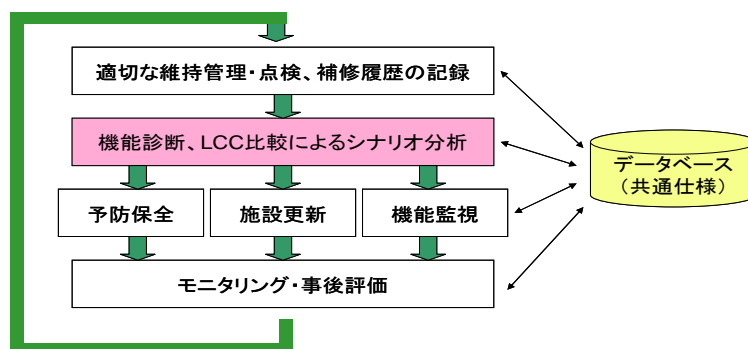 適切な維持管理・点検、補修履歴の記録
機能診断、LCC比較によるシナリオ分析
予防保全
施設更新
機能監視
モニタリング・事後評価
データベース
（共通仕様）